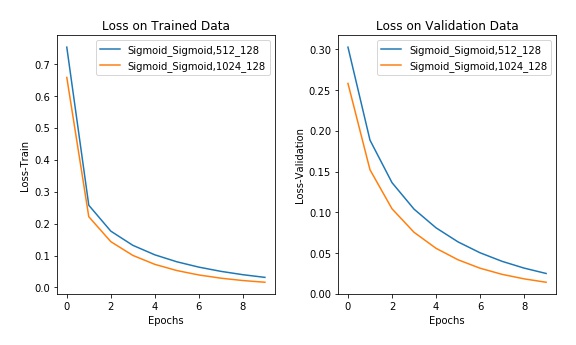 Loss on Trained Data
Sigmoid_Sigmoid,512_128
Sigmoid_Sigmoid,1024_128
0.7
0.6
0.5
0.4
0.3
0.2
0.1
0.0
Loss-Train
0 2 4 6 8
Epochs
Loss on Validation Data
Sigmoid_Sigmoid,512_128
Sigmoid_Sigmoid,1024_128
0.30
0.25
0.20
0.15
0.10
0.05
0.00
Loss-Validation
0 2 4 6 8
Epochs